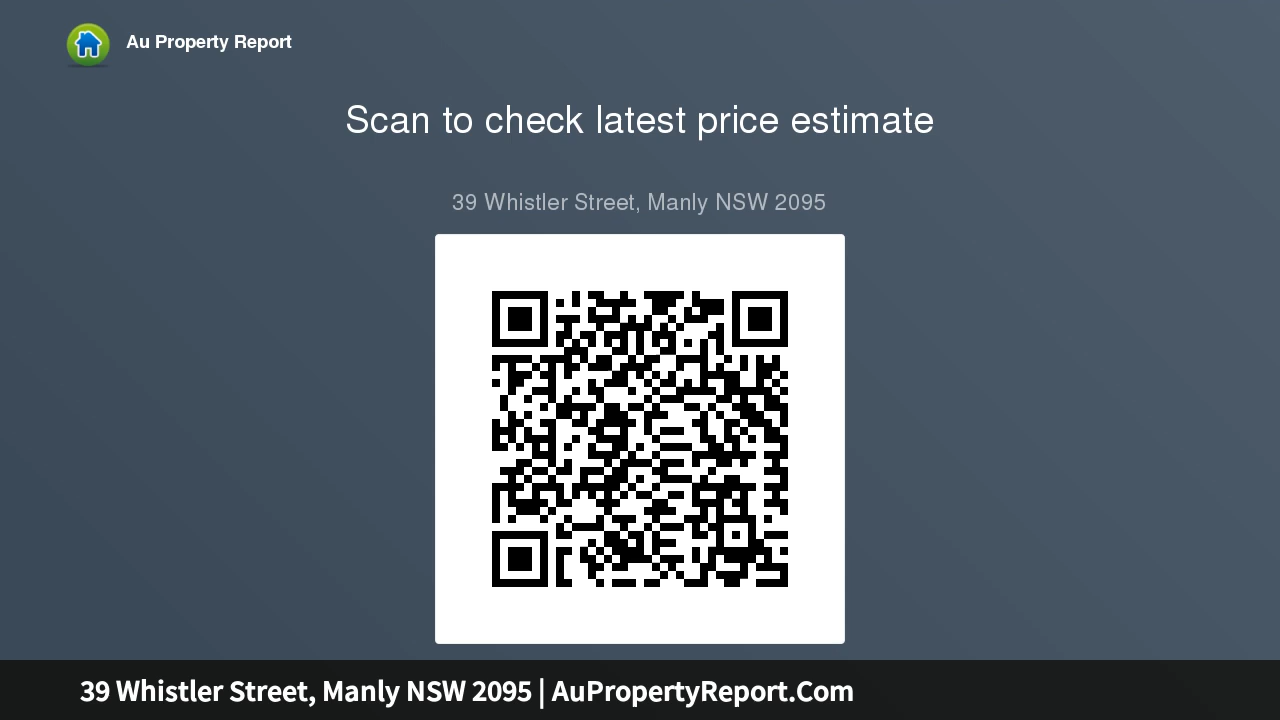 Au Property Report
Scan to check latest price estimate
39 Whistler Street, Manly NSW 2095
39 Whistler Street, Manly NSW 2095 | AuPropertyReport.Com